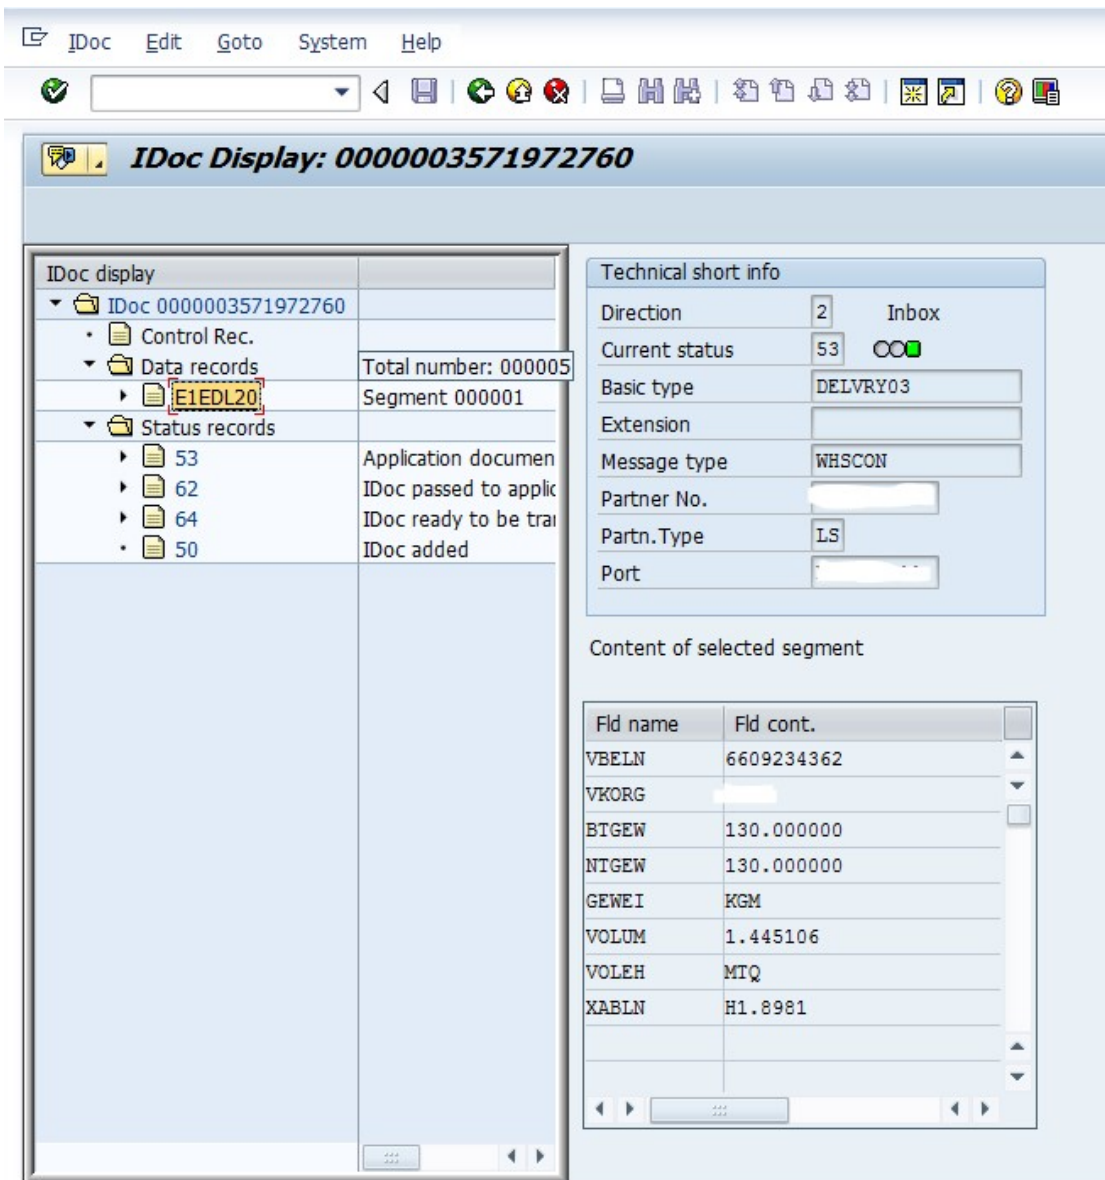 IDoc Edit Goto System Help
IDoc Display: 0000003571972760
IDoc display
IDoc 0000003571972760
Control Rec.
Data records Total number: 000005
E1EDL20 Segment 000001
Status records
53 Application documen
62 IDoc passed to applic
64 IDoc ready to be tra
50 IDoc added
Technical short info
Direction 2 Inbox
Current status 53
Basic type DELVRY03
Extension
Message type WHSCON
Partner No.
Partn.Type LS
Port
Content of selected segment
Fld name Fld cont.
VBELN 6609234362
VKORG
BTGEW 130.000000
NTGEW 130.000000
GEWEI KGM
VOLUM 1.445106
VOLEH MTQ
XABLN H1.8981